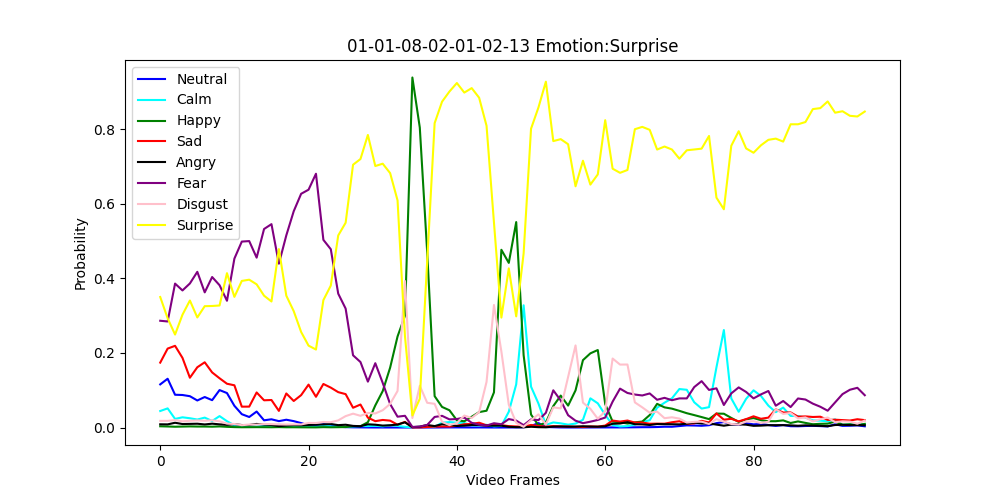 01-01-08-02-01-02-13 Emotion:Surprise
Neutral
Calm
Happy
Sad
Angry
Fear
Disgust
Surprise
Probability
0.8
0.6
0.4
0.2
0.0
0 20 40 60 80
Video Frames